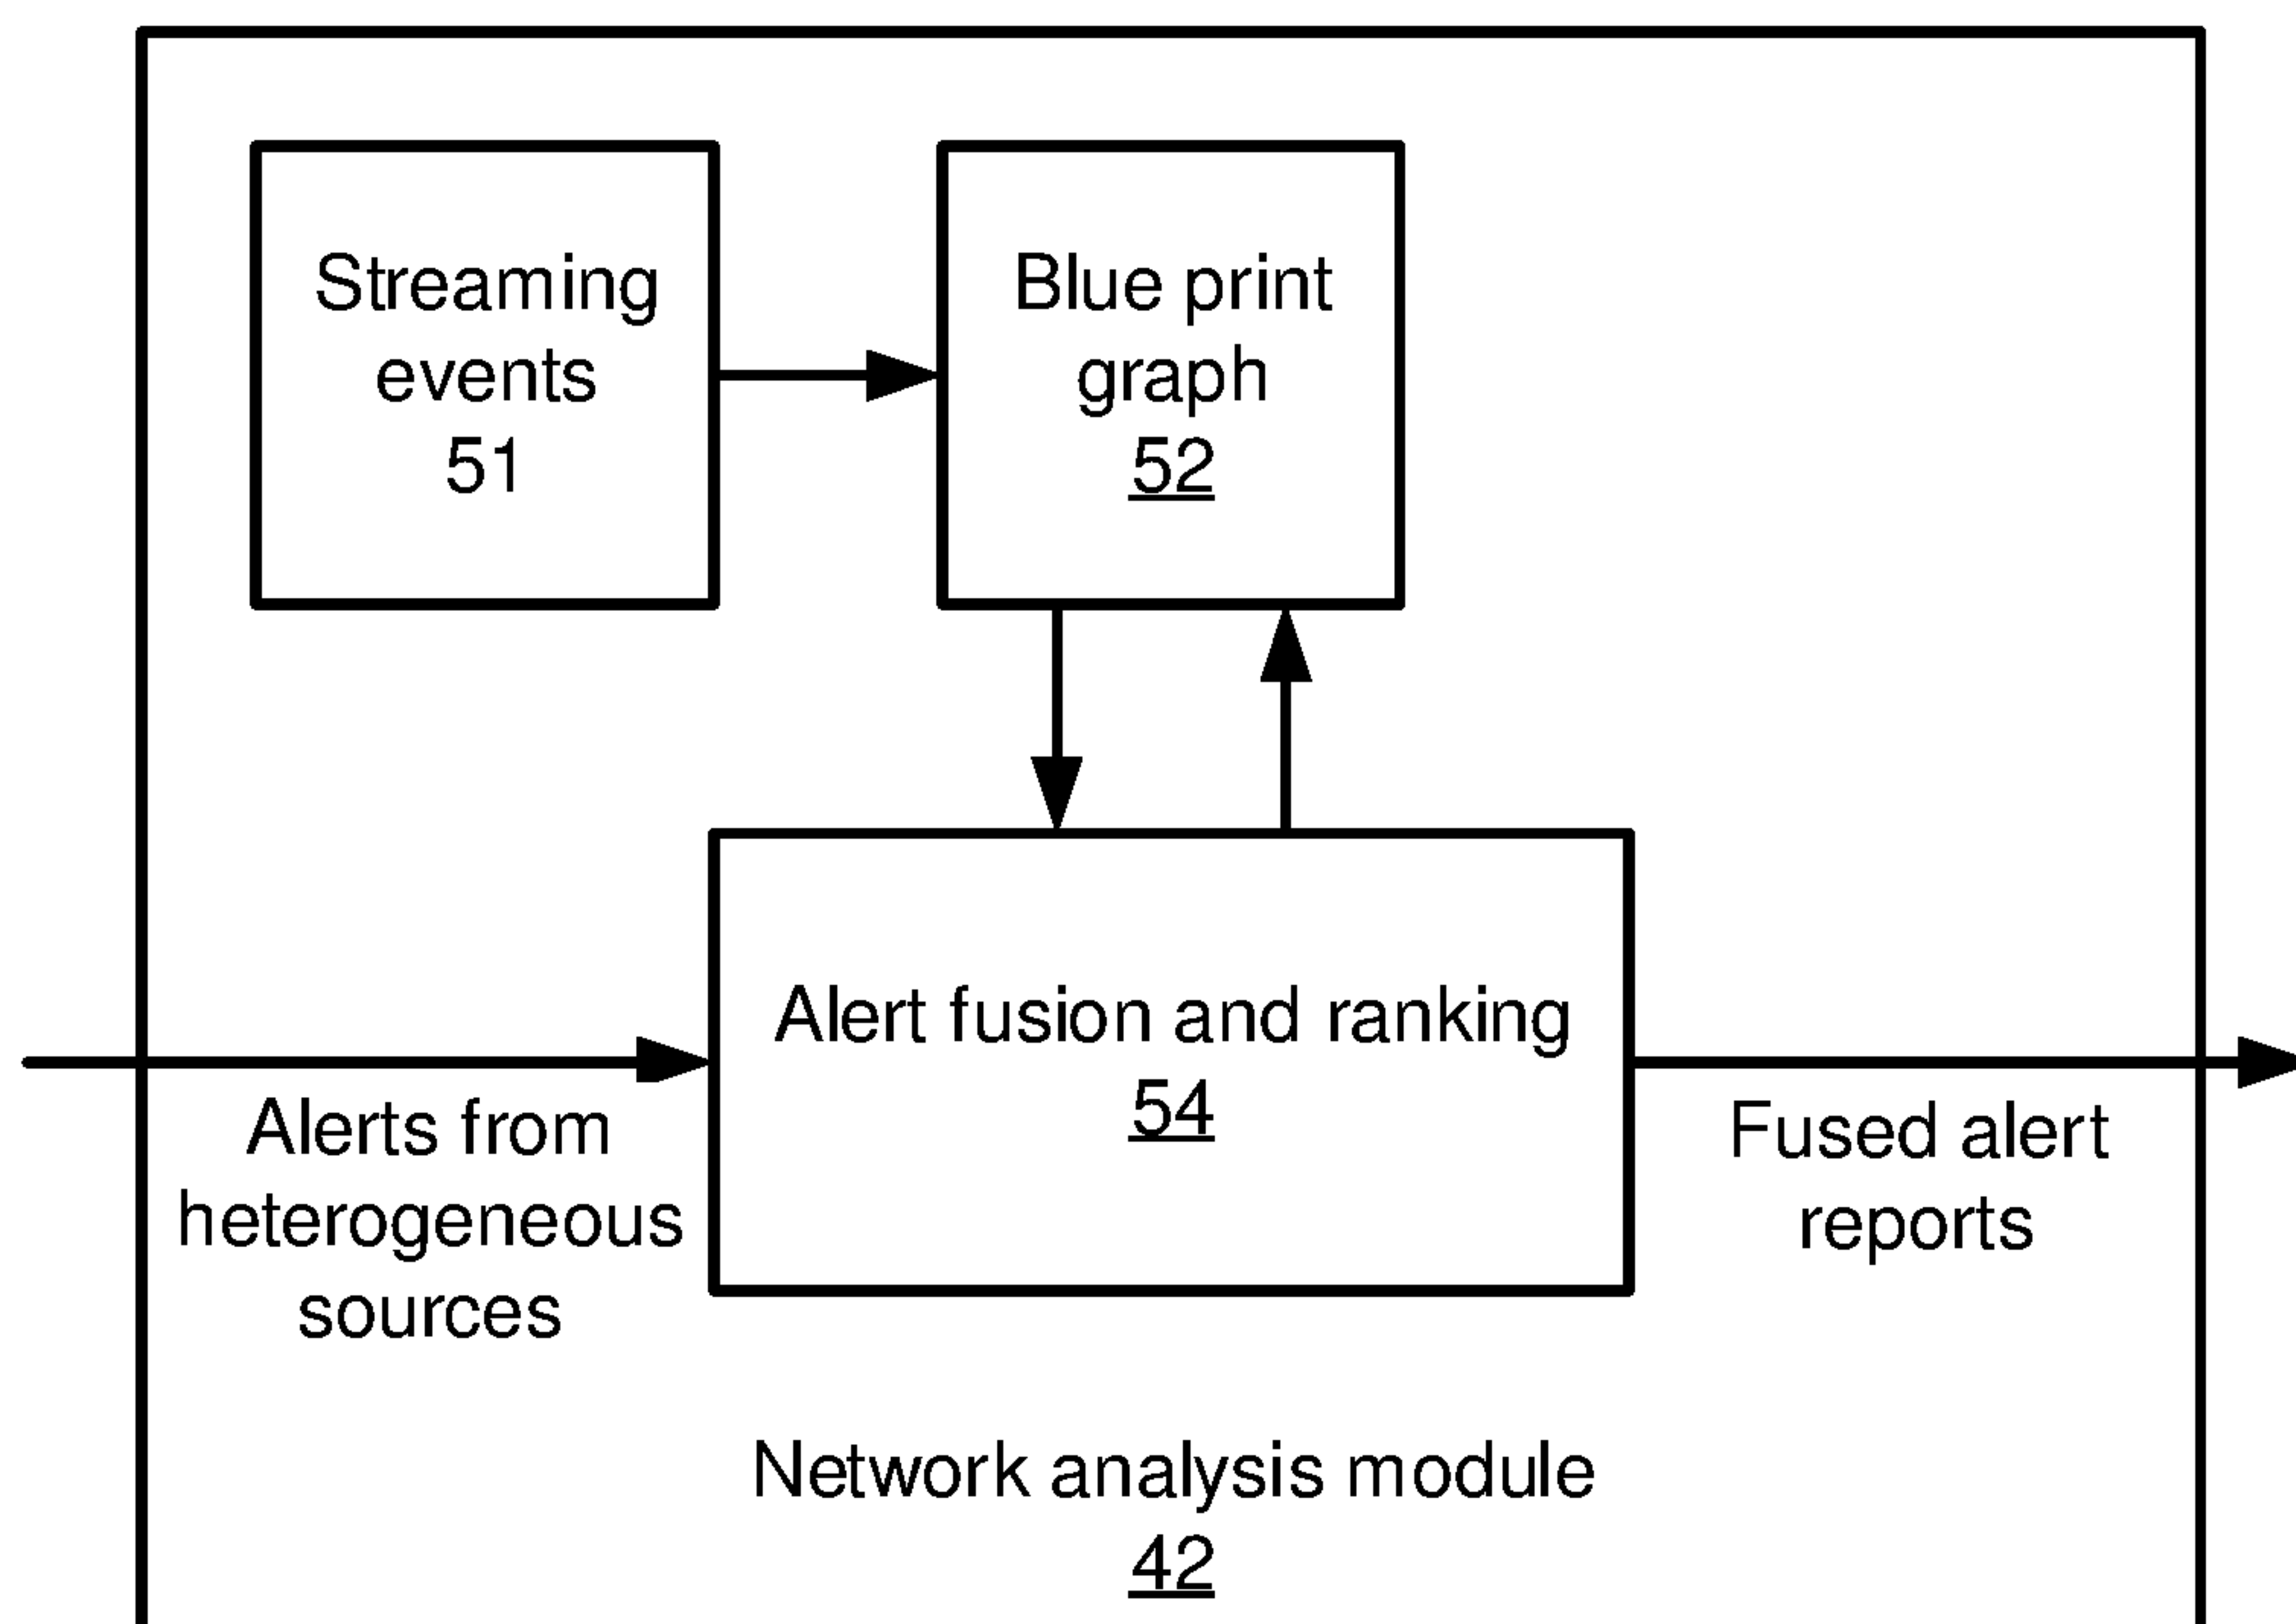 Streaming
events
51
Blue print
graph
52
Alert fusion and ranking
54
Alerts from
heterogeneous
sources
Fused alert
reports
Network analysis module
42